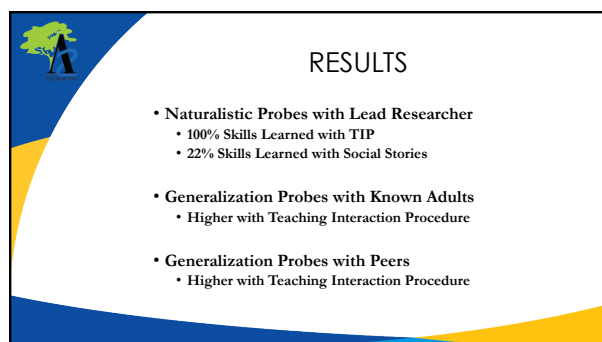 RESULTS
• Naturalistic Probes with Lead Researcher
• 100% Skills Learned with TIP
• 22% Skills Learned with Social Stories
• Generalization Probes with Known Adults
• Higher with Teaching Interaction Procedure
• Generalization Probes with Peers
• Higher with Teaching Interaction Procedure